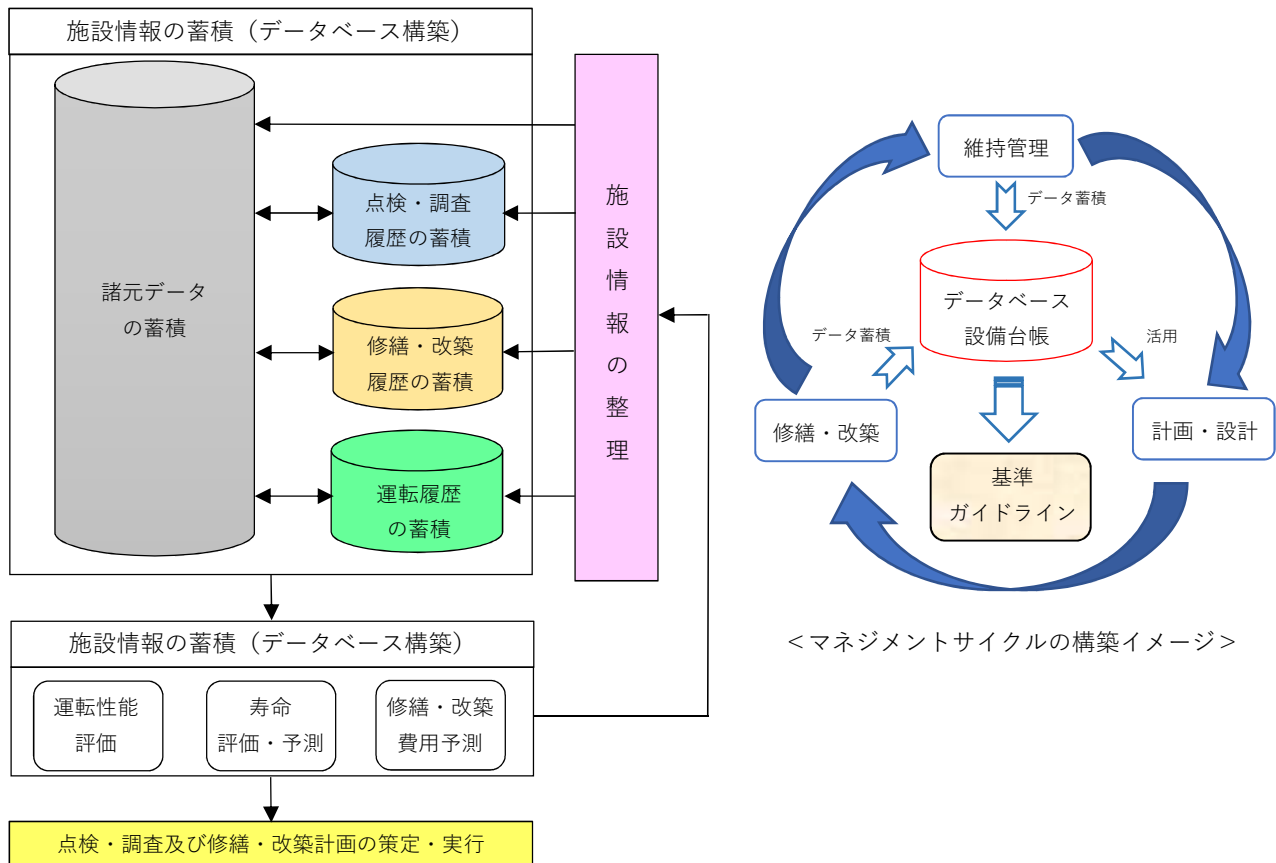 施設情報の蓄積（データベース構築）
諸元データ
の蓄積
点検・調査
履歴の蓄積
修繕・改築
履歴の蓄積
運転履歴
の蓄積
施設情報の整理
施設情報の蓄積（データベース構築）
運転性能
評価
寿命
評価・予測
修繕・改築
費用予測
点検・調査及び修繕・改築計画の策定・実行
維持管理
データ蓄積
データベース
設備台帳
データ蓄積
活用
修繕・改築
計画・設計
基準
ガイドライン
＜マネジメントサイクルの構築イメージ＞